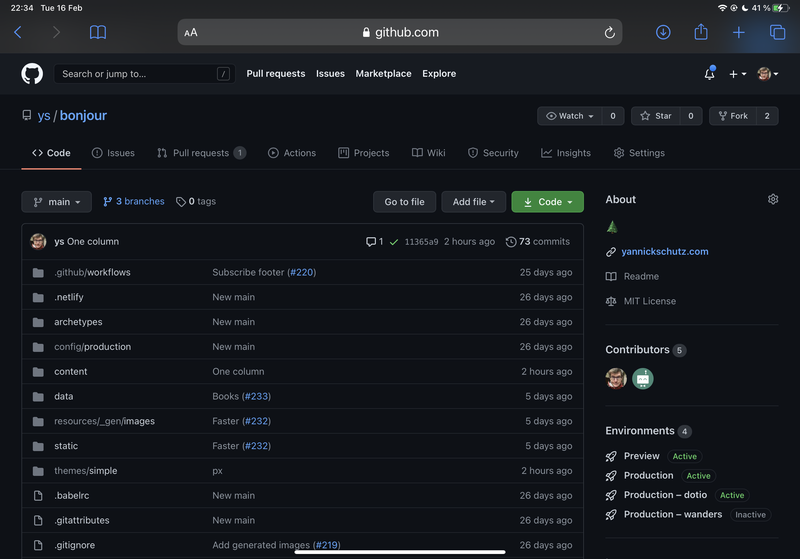 22:34 Tue 16 Feb 41 %
AA github.com
Search or jump to... / Pull requests Issues Marketplace Explore
ys / bonjour Watch 0 Star 0 Fork 2
Code Issues Pull requests 1 Actions Projects Wiki Security Insights Settings
main 3 branches 0 tags Go to file Add file Code
ys One column 1 11365a9 2 hours ago 73 commits
.github/workflows Subscribe footer (#220) 25 days ago
.netlify New main 26 days ago
archetypes New main 26 days ago
config/production New main 26 days ago
content One column 2 hours ago
data Books (#233) 5 days ago
resources/_gen/images Faster (#232) 5 days ago
static Faster (#232) 5 days ago
themes/simple px 2 hours ago
.babelrc New main 26 days ago
.gitattributes New main 26 days ago
.gitignore Add generated images (#219) 26 days ago
About
yannickschutz.com
Readme
MIT License
Contributors 5
Environments 4
Preview Active
Production Active
Production – dotio Active
Production – wanders Inactive